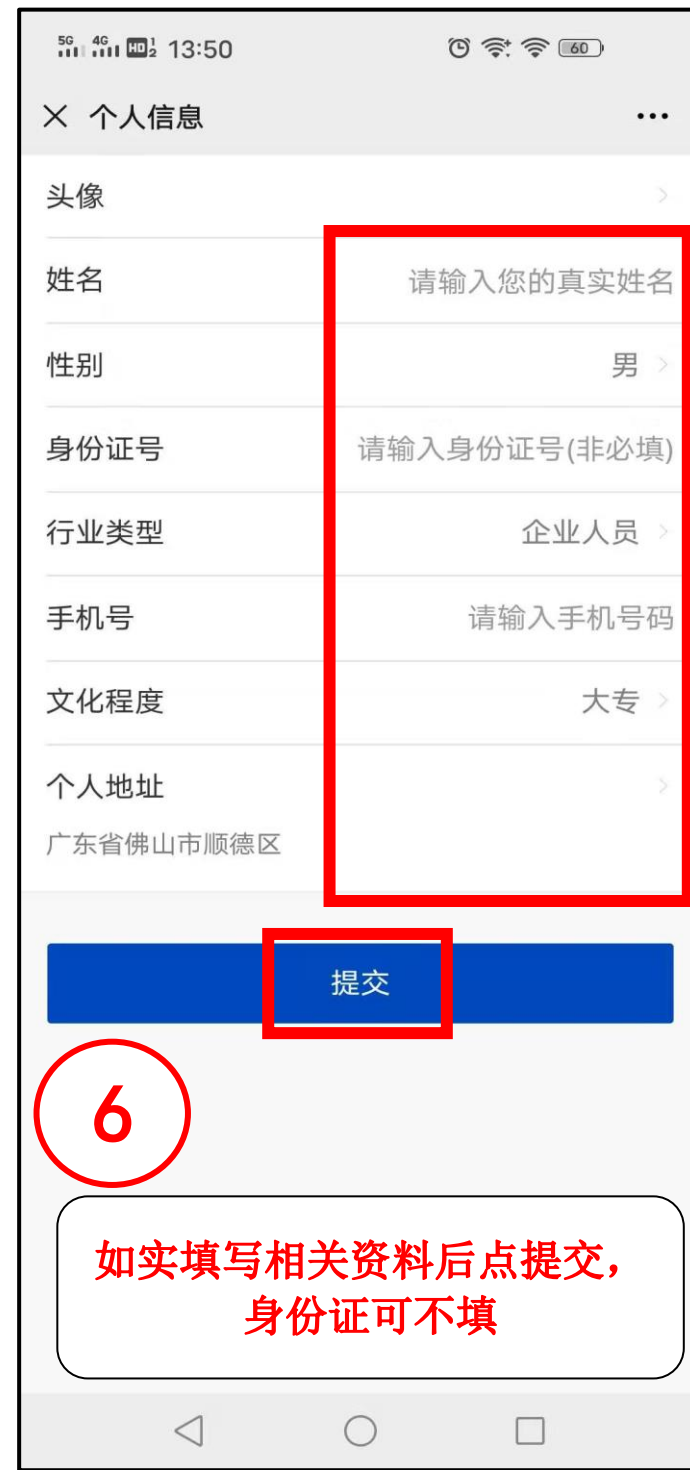 5G 4G HD 1 2 13:50 60
个人信息
头像
姓名 请输入您的真实姓名
性别 男
身份证号 请输入身份证号(非必填)
行业类型 企业人员
手机号 请输入手机号码
文化程度 大专
个人地址
广东省佛山市顺德区
提交
6
如实填写相关资料后点提交，
身份证可不填